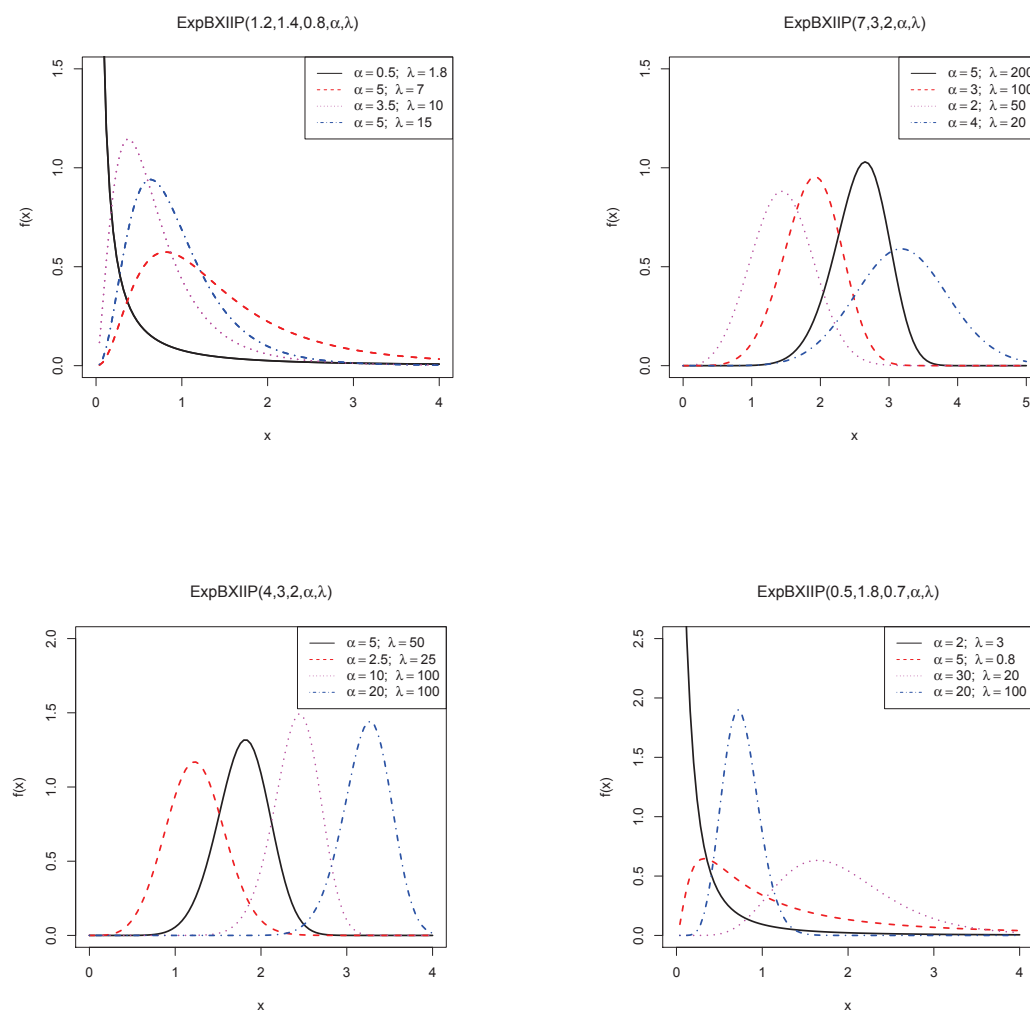 ExpBXIIP(1.2,1.4,0.8,α,λ)
α=0.5; λ=1.8
α=5; λ=7
α=3.5; λ=10
α=5; λ=15
f(x)
0.0
0.5
1.0
1.5
0 1 2 3 4
x
ExpBXIIP(7,3,2,α,λ)
α=5; λ=200
α=3; λ=100
α=2; λ=50
α=4; λ=20
f(x)
0.0
0.5
1.0
1.5
0 1 2 3 4 5
x
ExpBXIIP(4,3,2,α,λ)
α=5; λ=50
α=2.5; λ=25
α=10; λ=100
α=20; λ=100
f(x)
0.0
0.5
1.0
1.5
2.0
0 1 2 3 4
x
ExpBXIIP(0.5,1.8,0.7,α,λ)
α=2; λ=3
α=5; λ=0.8
α=30; λ=20
α=20; λ=100
f(x)
0.0
0.5
1.0
1.5
2.0
2.5
0 1 2 3 4
x